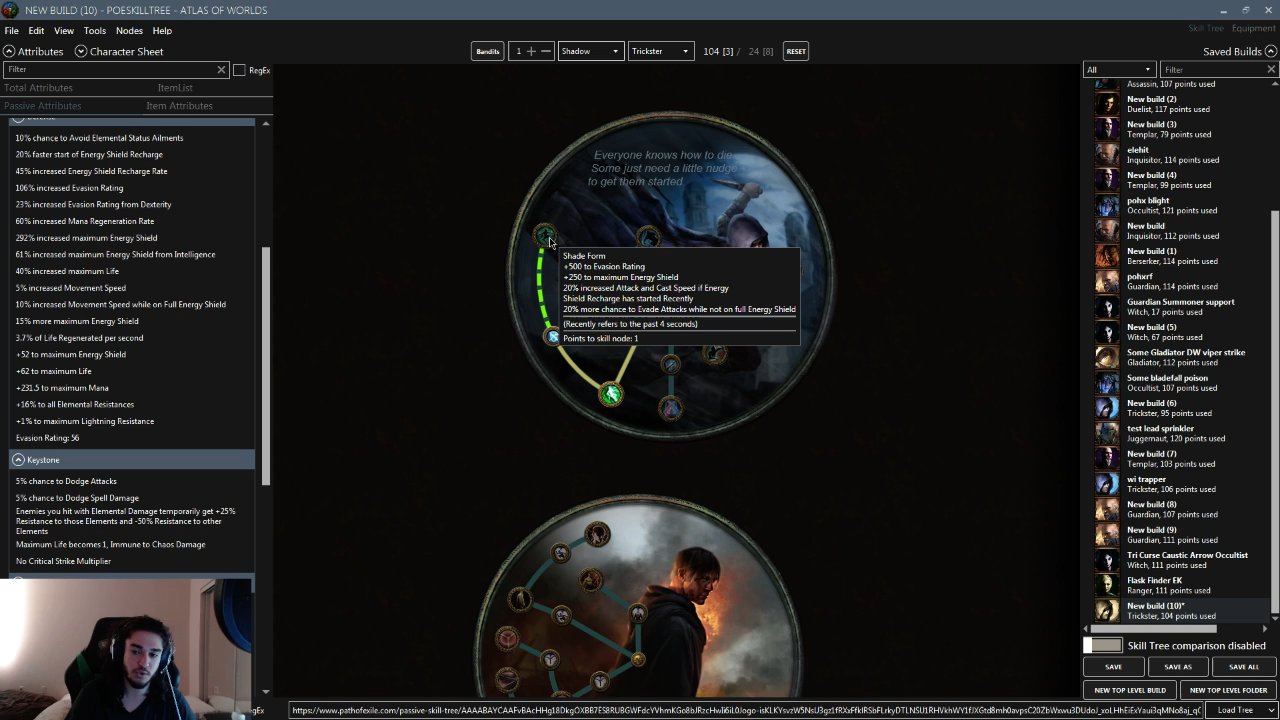 NEW BUILD (10) - POESKILLTREE - ATLAS OF WORLDS
File Edit View Tools Nodes Help
Skill Tree Equipment
Attributes Character Sheet
Bandits 1 + − Shadow Trickster 104 [3] / 24 [8] RESET
Saved Builds
Filter RegEx
All Filter
Total Attributes ItemList
Passive Attributes Item Attributes
10% chance to Avoid Elemental Status Ailments
20% faster start of Energy Shield Recharge
45% increased Energy Shield Recharge Rate
106% increased Evasion Rating
23% increased Evasion Rating from Dexterity
60% increased Mana Regeneration Rate
292% increased maximum Energy Shield
61% increased maximum Energy Shield from Intelligence
40% increased maximum Life
5% increased Movement Speed
10% increased Movement Speed while on Full Energy Shield
15% more maximum Energy Shield
3.7% of Life Regenerated per second
+52 to maximum Energy Shield
+62 to maximum Life
+231.5 to maximum Mana
+16% to all Elemental Resistances
+1% to maximum Lightning Resistance
Evasion Rating: 56
Keystone
5% chance to Dodge Attacks
5% chance to Dodge Spell Damage
Enemies you hit with Elemental Damage temporarily get +25%
Resistance to those Elements and -50% Resistance to other
Elements
Maximum Life becomes 1, Immune to Chaos Damage
No Critical Strike Multiplier
Everyone knows how to die.
Some just need a little nudge
to get them started
Shade Form
+500 to Evasion Rating
+250 to maximum Energy Shield
20% increased Attack and Cast Speed if Energy
Shield Recharge has started Recently
20% more chance to Evade Attacks while not on full Energy Shield
(Recently refers to the past 4 seconds)
Points to skill node: 1
Assassin, 107 points used
New build (2)
Duelist, 117 points used
New build (3)
Templar, 79 points used
elehit
Inquisitor, 114 points used
New build (4)
Templar, 99 points used
pohx blight
Occultist, 121 points used
New build
Inquisitor, 112 points used
New build (1)
Berserker, 114 points used
pohxrf
Guardian, 114 points used
Guardian Summoner support
Witch, 17 points used
New build (5)
Witch, 67 points used
Some Gladiator DW viper strike
Gladiator, 112 points used
Some bladefall poison
Occultist, 107 points used
New build (6)
Trickster, 95 points used
test lead sprinkler
Juggernaut, 120 points used
New build (7)
Templar, 103 points used
wi trapper
Trickster, 106 points used
New build (8)
Guardian, 107 points used
New build (9)
Guardian, 111 points used
Tri Curse Caustic Arrow Occultist
Witch, 111 points used
Flask Finder EK
Ranger, 111 points used
New build (10)*
Trickster, 104 points used
Skill Tree comparison disabled
SAVE SAVE AS SAVE ALL
NEW TOP LEVEL BUILD NEW TOP LEVEL FOLDER
gEx
Load Tree